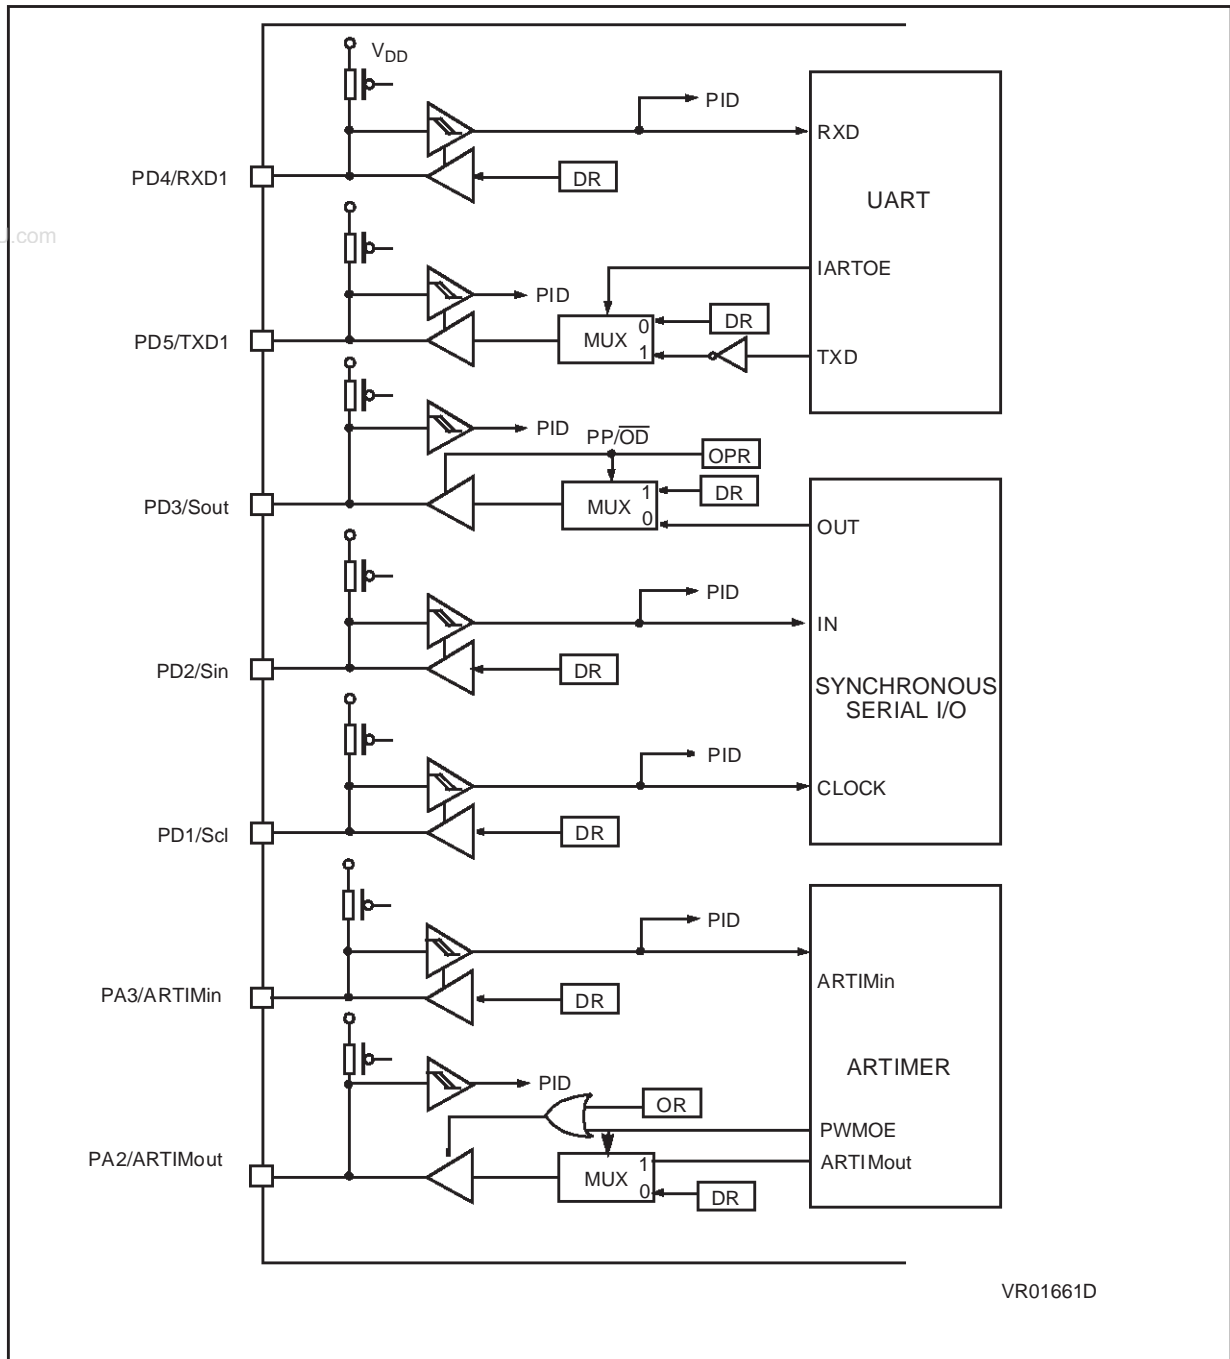 VDD
PID
RXD
PD4/RXD1
DR
UART
J.com
IARTOE
PID
DR
PD5/TXD1
MUX
0
1
TXD
PID
PP/OD
OPR
DR
PD3/Sout
MUX
1
0
OUT
PID
IN
PD2/Sin
DR
SYNCHRONOUS
SERIAL I/O
PID
CLOCK
PD1/Scl
DR
PID
ARTIMin
PA3/ARTIMin
DR
ARTIMER
PID
OR
PWMOE
PA2/ARTIMout
MUX
1
0
ARTIMout
DR
VR01661D